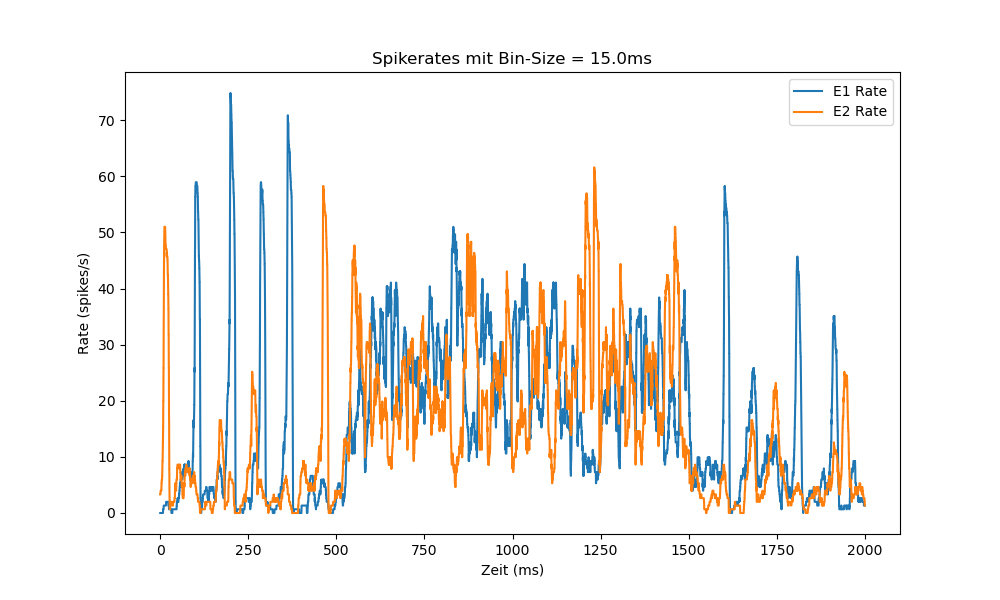 Spikerates mit Bin-Size = 15.0ms
E1 Rate
E2 Rate
70
60
50
40
30
20
10
0
Rate (spikes/s)
0 250 500 750 1000 1250 1500 1750 2000
Zeit (ms)